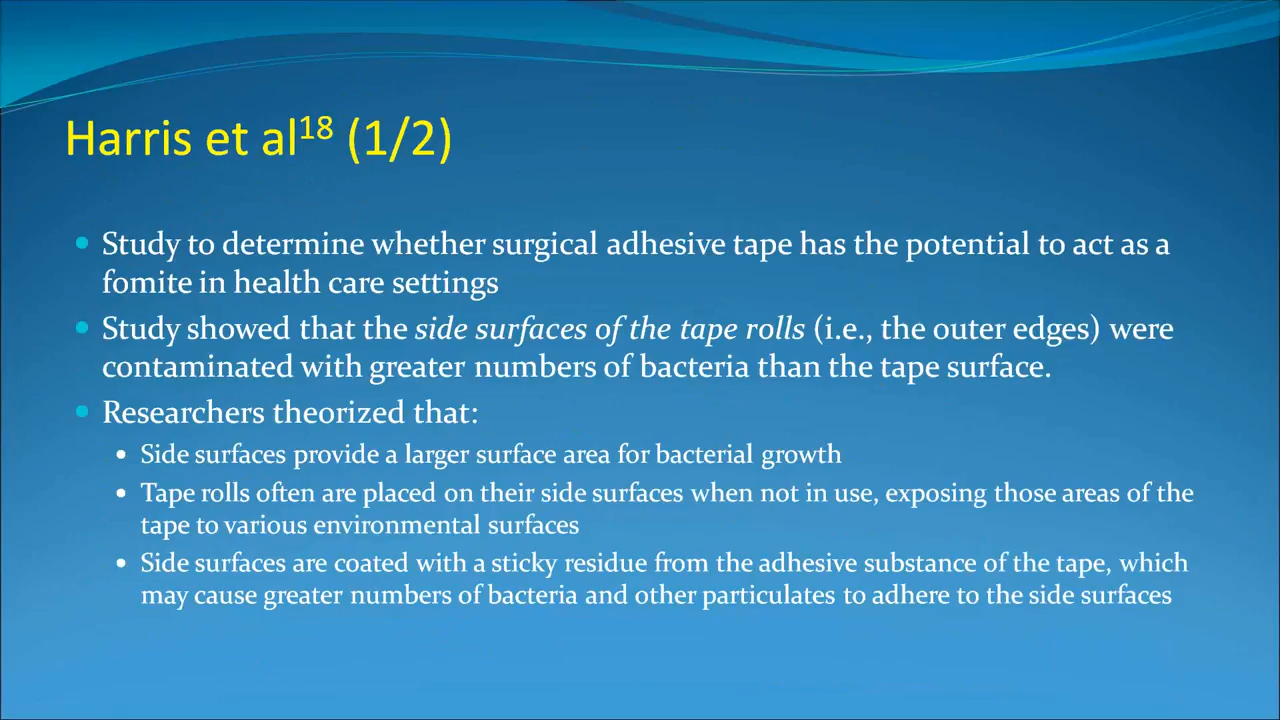 Harris et al18 (1/2)
• Study to determine whether surgical adhesive tape has the potential to act as a
fomite in health care settings
• Study showed that the side surfaces of the tape rolls (i.e., the outer edges) were
contaminated with greater numbers of bacteria than the tape surface.
• Researchers theorized that:
• Side surfaces provide a larger surface area for bacterial growth
• Tape rolls often are placed on their side surfaces when not in use, exposing those areas of the
tape to various environmental surfaces
• Side surfaces are coated with a sticky residue from the adhesive substance of the tape, which
may cause greater numbers of bacteria and other particulates to adhere to the side surfaces